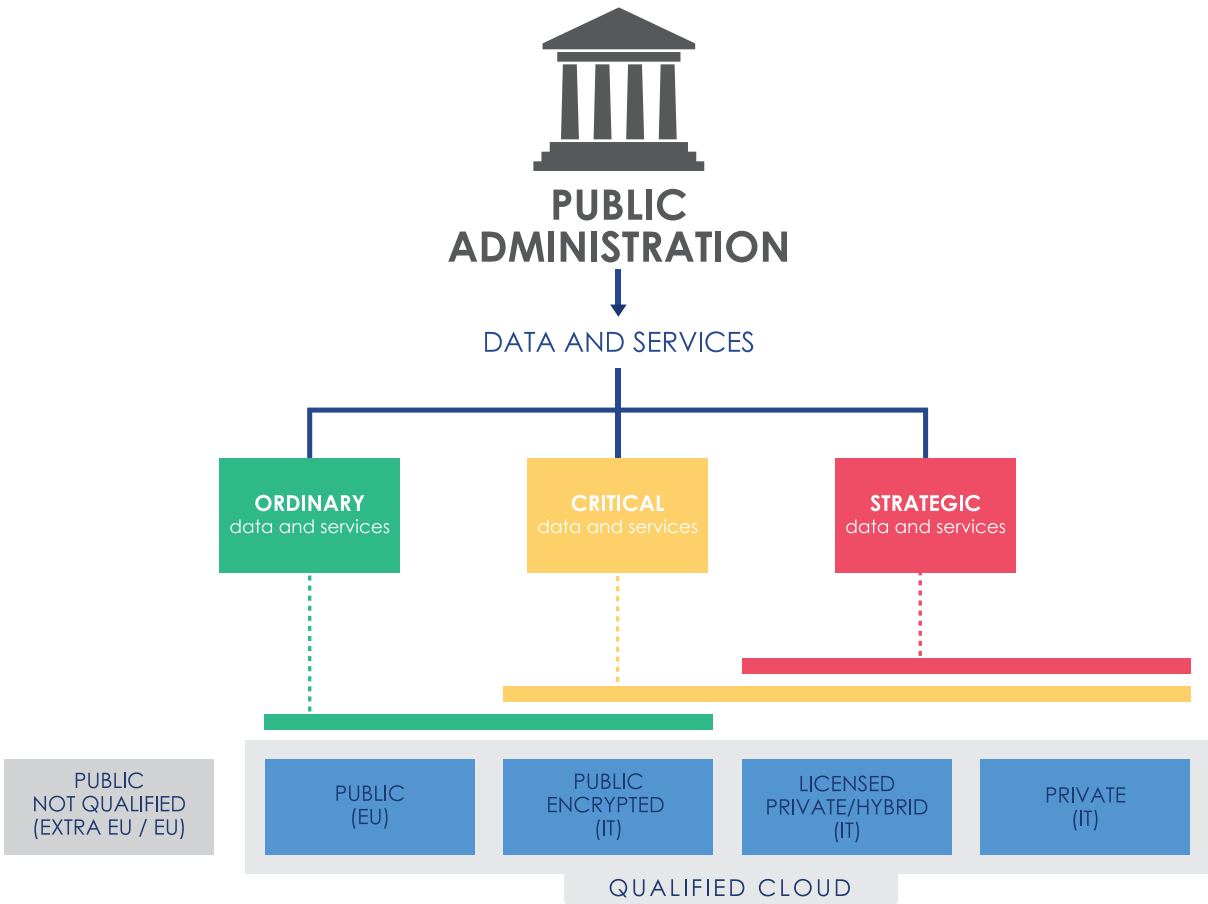 PUBLIC
ADMINISTRATION
DATA AND SERVICES
ORDINARY
data and services
CRITICAL
data and services
STRATEGIC
data and services
PUBLIC
NOT QUALIFIED
(EXTRA EU / EU)
PUBLIC
(EU)
PUBLIC
ENCRYPTED
(IT)
LICENSED
PRIVATE/HYBRID
(IT)
PRIVATE
(IT)
QUALIFIED CLOUD